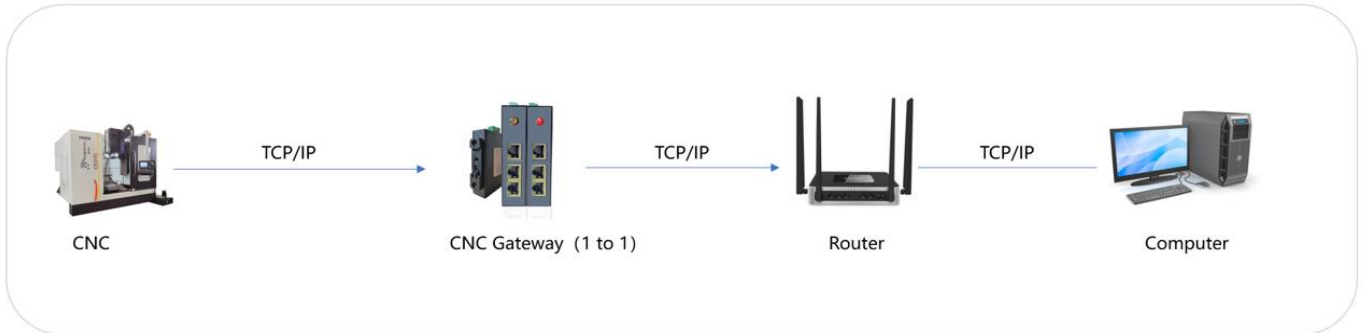 TCP/IP
TCP/IP
TCP/IP
CNC
CNC Gateway（1 to 1）
Router
Computer